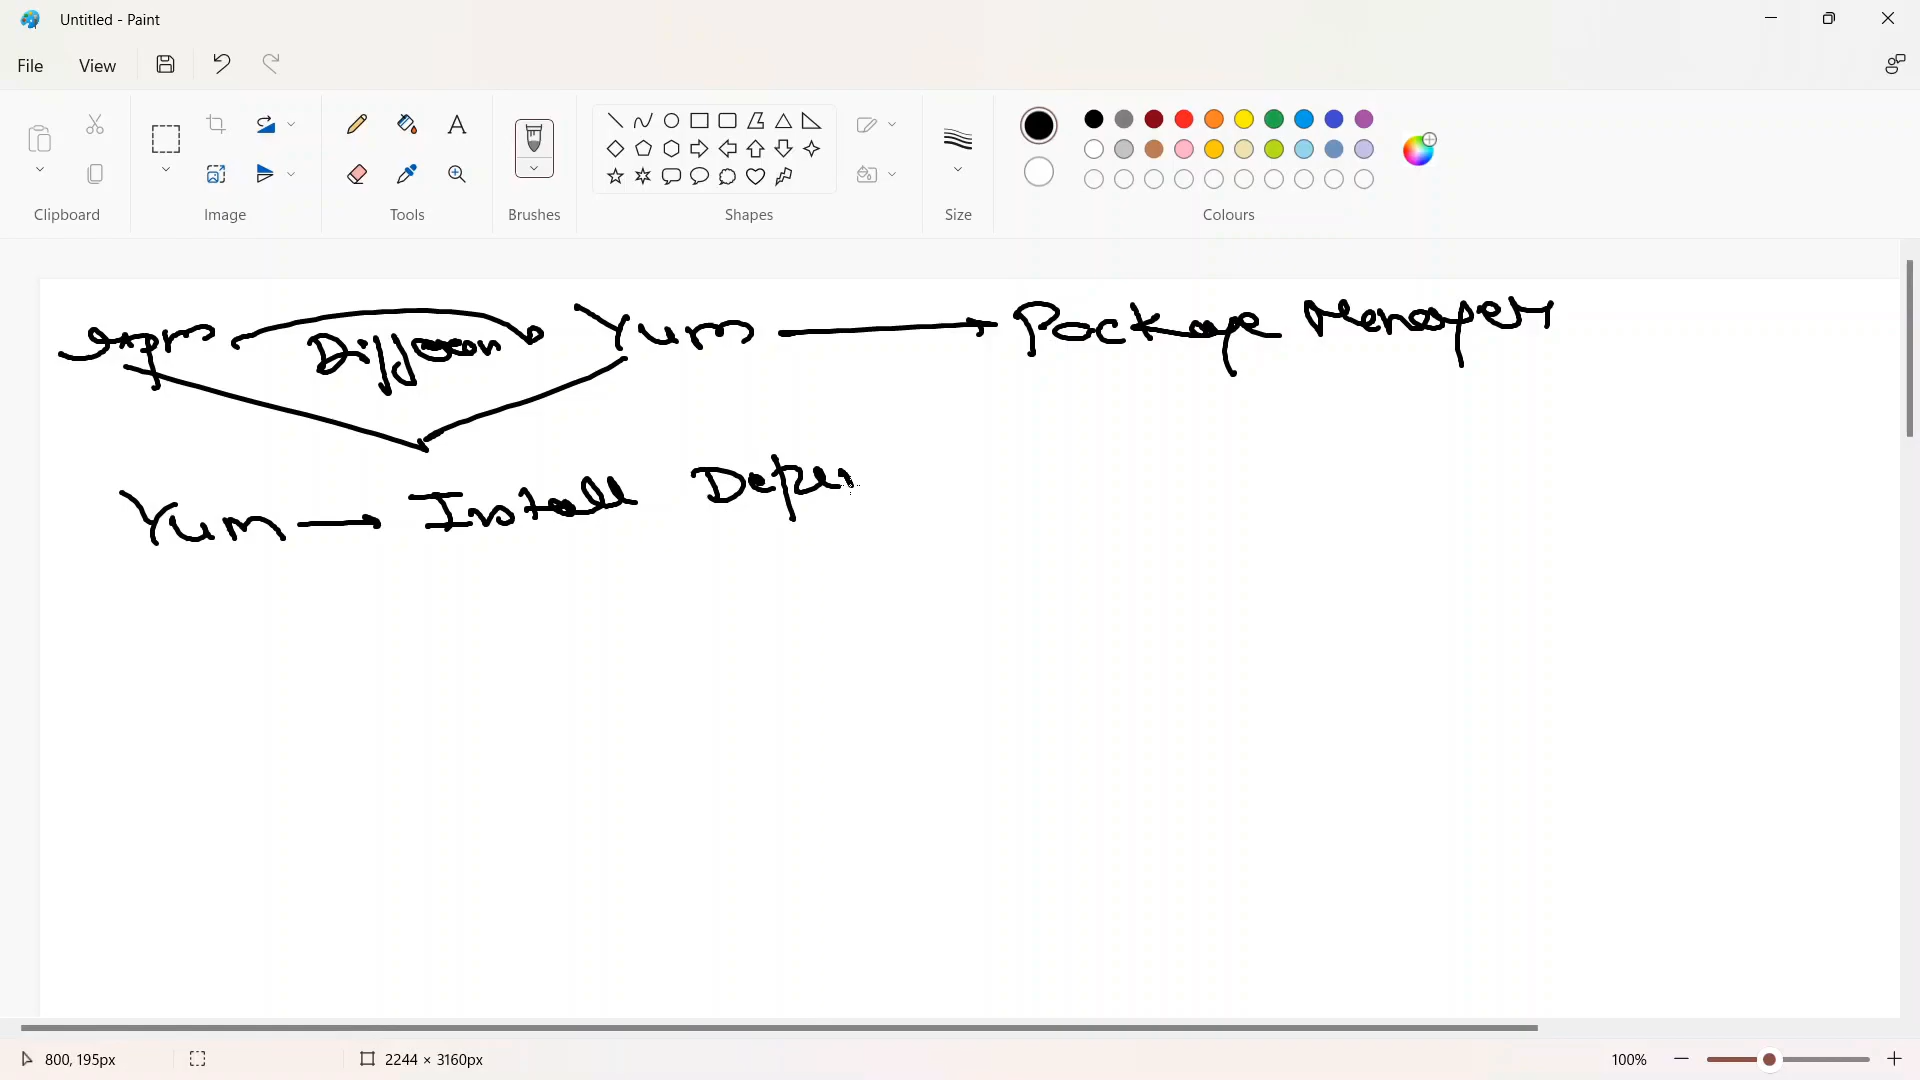 Untitled - Paint
File View
Clipboard Image Tools Brushes Shapes Size Colours
Yum Package Manager
Yum Install Depen
800, 195px 2244 × 3160px 100%